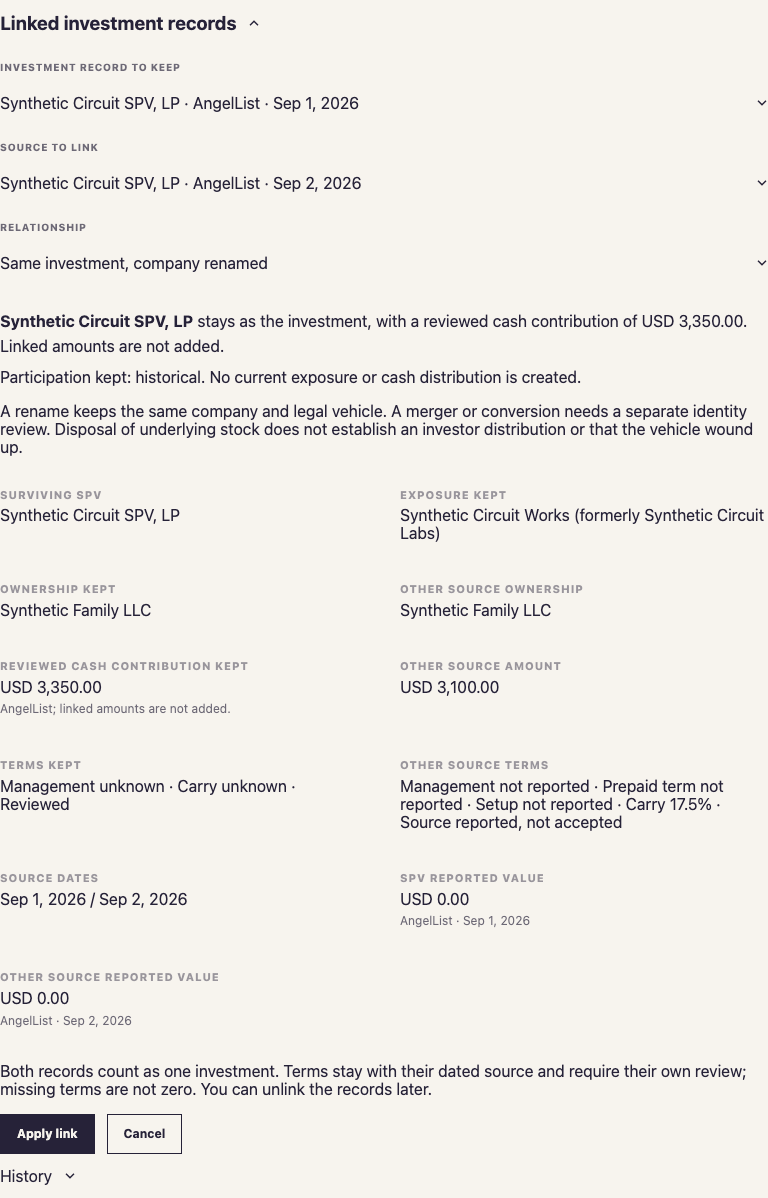 Linked investment records
INVESTMENT RECORD TO KEEP
Synthetic Circuit SPV, LP · AngelList · Sep 1, 2026
SOURCE TO LINK
Synthetic Circuit SPV, LP · AngelList · Sep 2, 2026
RELATIONSHIP
Same investment, company renamed
Synthetic Circuit SPV, LP stays as the investment, with a reviewed cash contribution of USD 3,350.00.
Linked amounts are not added.
Participation kept: historical. No current exposure or cash distribution is created.
A rename keeps the same company and legal vehicle. A merger or conversion needs a separate identity
review. Disposal of underlying stock does not establish an investor distribution or that the vehicle wound
up.
SURVIVING SPV
Synthetic Circuit SPV, LP
EXPOSURE KEPT
Synthetic Circuit Works (formerly Synthetic Circuit
Labs)
OWNERSHIP KEPT
Synthetic Family LLC
OTHER SOURCE OWNERSHIP
Synthetic Family LLC
REVIEWED CASH CONTRIBUTION KEPT
USD 3,350.00
AngelList; linked amounts are not added.
OTHER SOURCE AMOUNT
USD 3,100.00
TERMS KEPT
Management unknown · Carry unknown ·
Reviewed
OTHER SOURCE TERMS
Management not reported · Prepaid term not
reported · Setup not reported · Carry 17.5% ·
Source reported, not accepted
SOURCE DATES
Sep 1, 2026 / Sep 2, 2026
SPV REPORTED VALUE
USD 0.00
AngelList · Sep 1, 2026
OTHER SOURCE REPORTED VALUE
USD 0.00
AngelList · Sep 2, 2026
Both records count as one investment. Terms stay with their dated source and require their own review;
missing terms are not zero. You can unlink the records later.
Apply link
Cancel
History